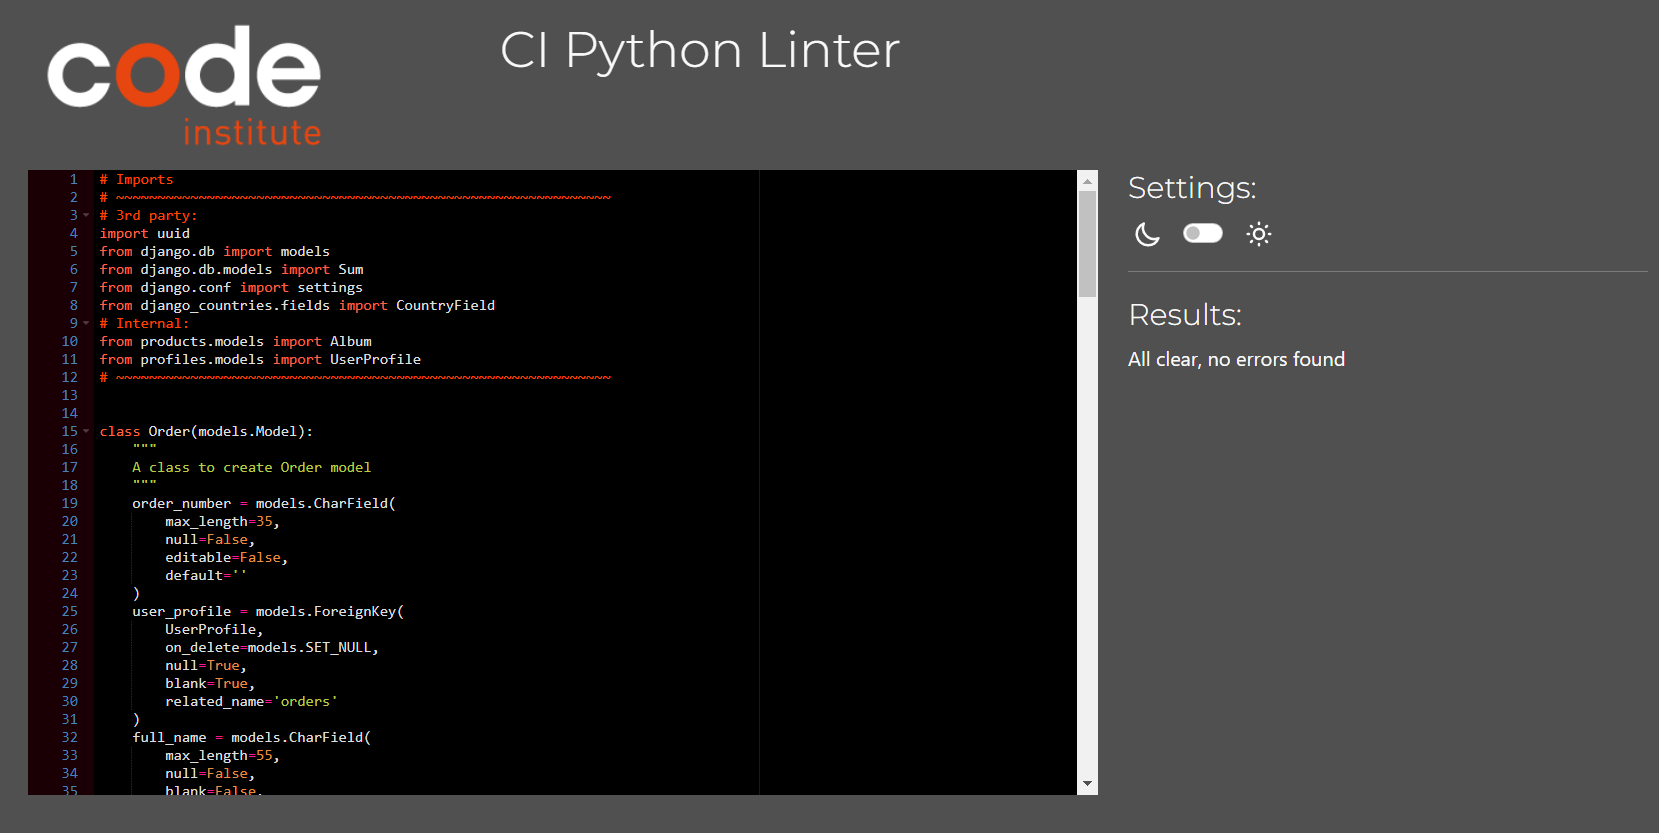 code
institute
CI Python Linter
1 # Imports
2 # ~~~~~~~~~~~~~~~~~~~~~~~~~~~~~~~~~~~~~~~~~~~~~~~~~~~~~~~~~~~~
3 # 3rd party:
4 import uuid
5 from django.db import models
6 from django.db.models import Sum
7 from django.conf import settings
8 from django_countries.fields import CountryField
9 # Internal:
10 from products.models import Album
11 from profiles.models import UserProfile
12 # ~~~~~~~~~~~~~~~~~~~~~~~~~~~~~~~~~~~~~~~~~~~~~~~~~~~~~~~~~~~~
13
14
15 class Order(models.Model):
16     """
17     A class to create Order model
18     """
19     order_number = models.CharField(
20         max_length=35,
21         null=False,
22         editable=False,
23         default=''
24     )
25     user_profile = models.ForeignKey(
26         UserProfile,
27         on_delete=models.SET_NULL,
28         null=True,
29         blank=True,
30         related_name='orders'
31     )
32     full_name = models.CharField(
33         max_length=55,
34         null=False,
35         blank=False,
Settings:
Results:
All clear, no errors found